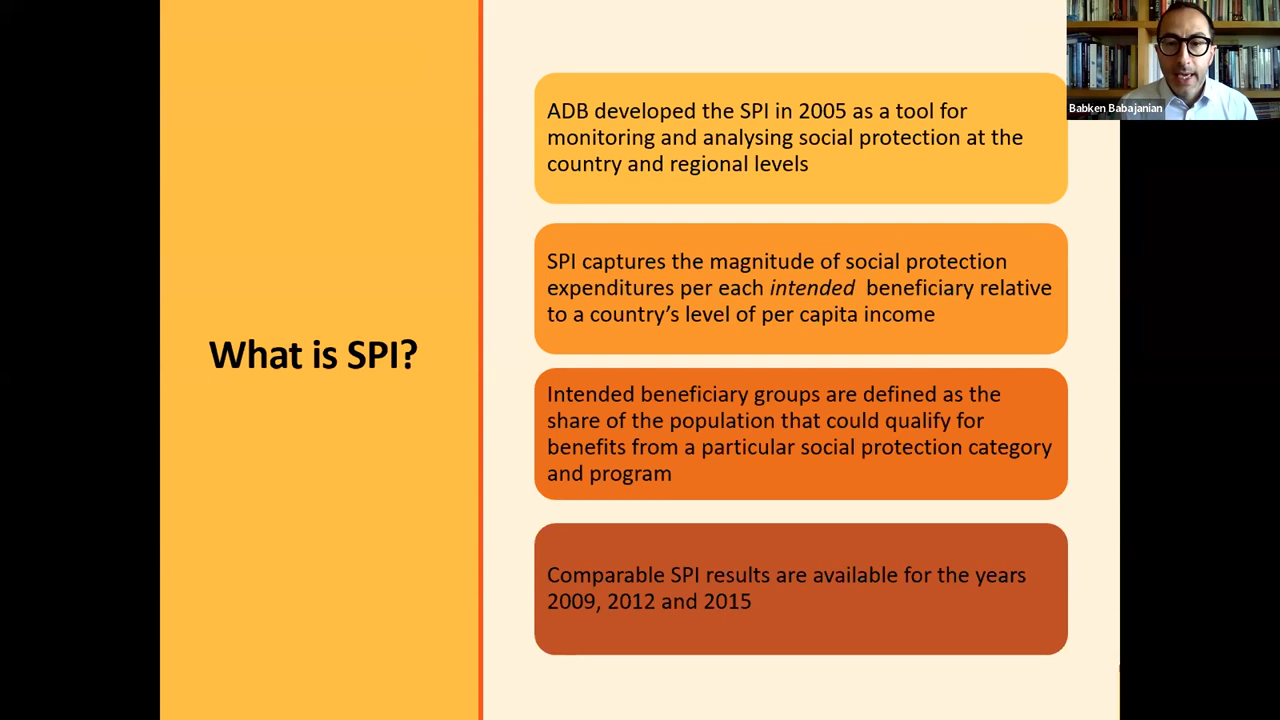 What is SPI?
ADB developed the SPI in 2005 as a tool for
monitoring and analysing social protection at the
country and regional levels
SPI captures the magnitude of social protection
expenditures per each intended beneficiary relative
to a country’s level of per capita income
Intended beneficiary groups are defined as the
share of the population that could qualify for
benefits from a particular social protection category
and program
Comparable SPI results are available for the years
2009, 2012 and 2015
Babken Babajanian